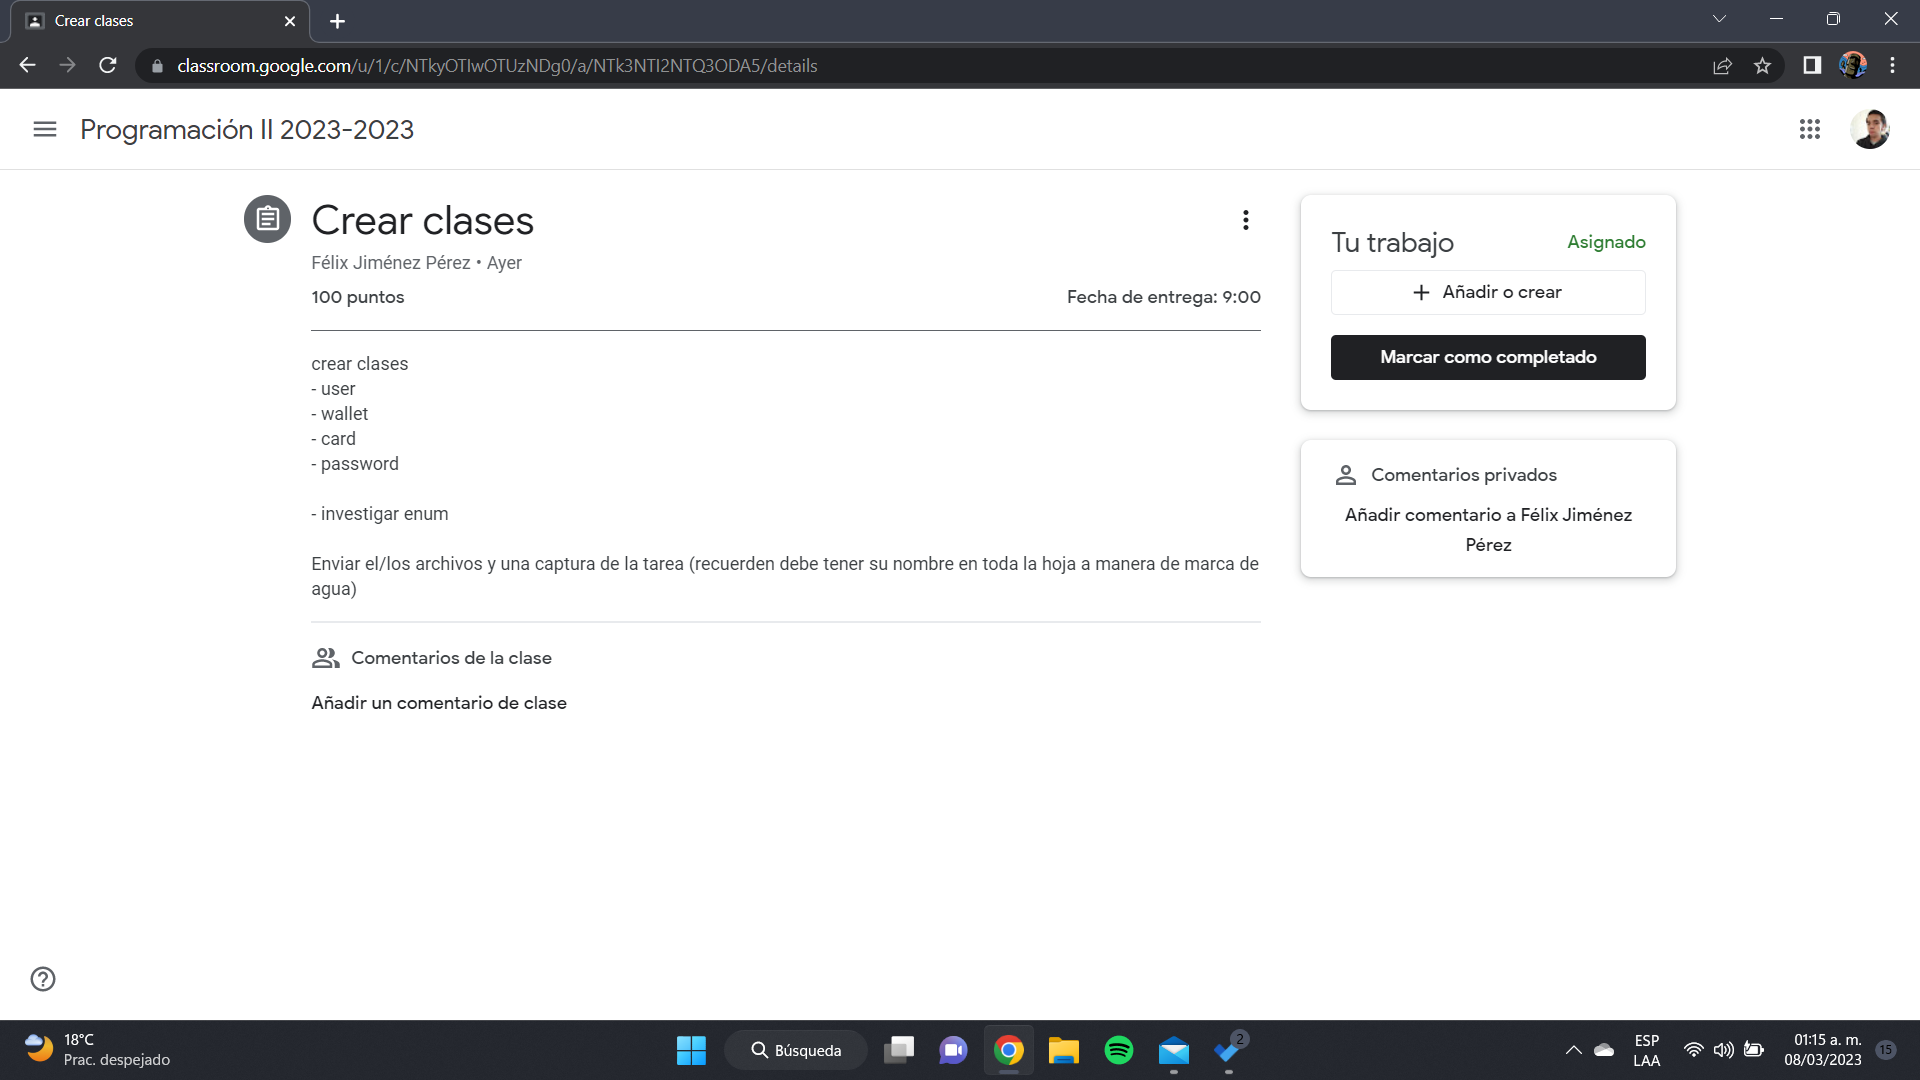 Crear clases
classroom.google.com/u/1/c/NTkyOTIwOTUzNDg0/a/NTk3NTI2NTQ3ODA5/details
Programación II 2023-2023
Crear clases
Félix Jiménez Pérez • Ayer
100 puntos
Fecha de entrega: 9:00
crear clases
- user
- wallet
- card
- password
- investigar enum
Enviar el/los archivos y una captura de la tarea (recuerden debe tener su nombre en toda la hoja a manera de marca de
agua)
Comentarios de la clase
Añadir un comentario de clase
Tu trabajo
Asignado
Añadir o crear
Marcar como completado
Comentarios privados
Añadir comentario a Félix Jiménez
Pérez
18°C
Prac. despejado
Búsqueda
2
ESP
LAA
01:15 a. m.
08/03/2023
15